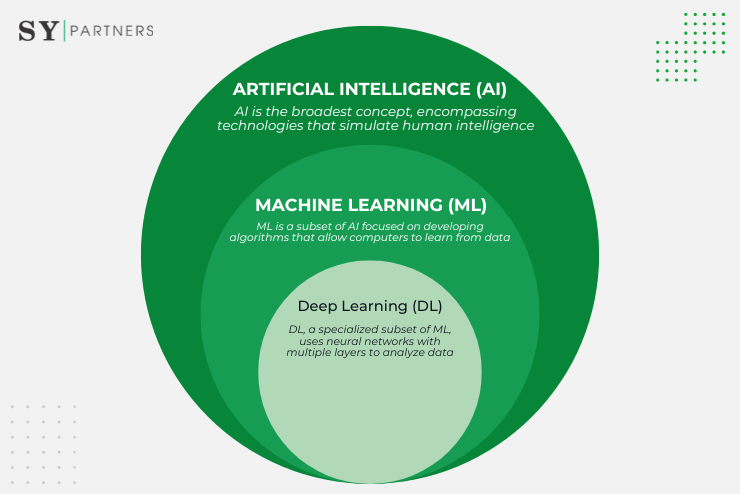 SY|PARTNERS
ARTIFICIAL INTELLIGENCE (AI)
AI is the broadest concept, encompassing
technologies that simulate human intelligence
MACHINE LEARNING (ML)
ML is a subset of AI focused on developing
algorithms that allow computers to learn from data
Deep Learning (DL)
DL, a specialized subset of ML,
uses neural networks with
multiple layers to analyze data